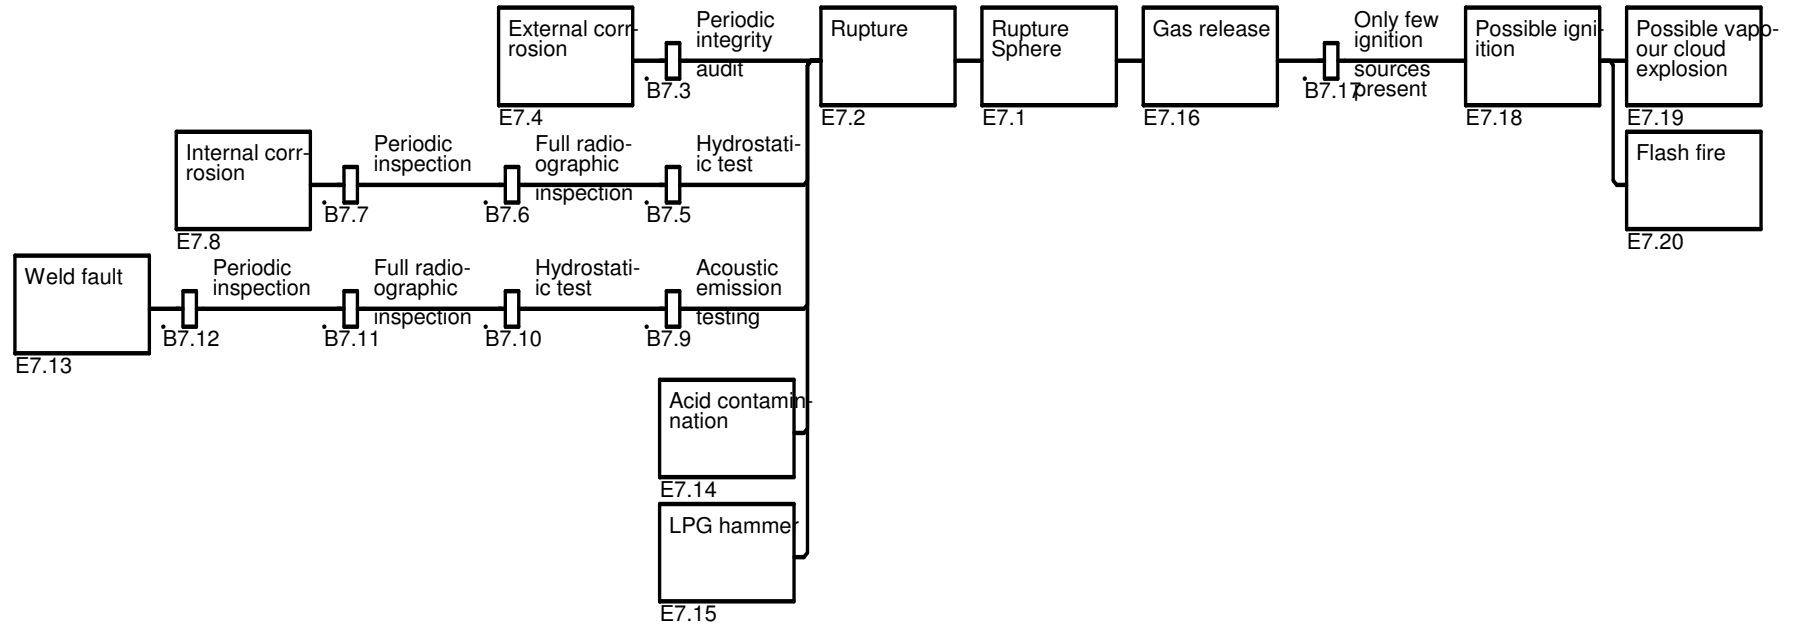 External corr-
rosion
E7.4
Periodic
integrity
audit
B7.3
Rupture
E7.2
Rupture
Sphere
E7.1
Gas release
E7.16
Only few
ignition
sources
present
B7.17
Possible igni-
ition
E7.18
Possible vapo-
our cloud
explosion
E7.19
Internal corr-
rosion
E7.8
Periodic
inspection
B7.7
Full radio-
ographic
inspection
B7.6
Hydrostati-
ic test
B7.5
Flash fire
E7.20
Weld fault
E7.13
Periodic
inspection
B7.12
Full radio-
ographic
inspection
B7.11
Hydrostati-
ic test
B7.10
Acoustic
emission
testing
B7.9
Acid contamin-
nation
E7.14
LPG hammer
E7.15